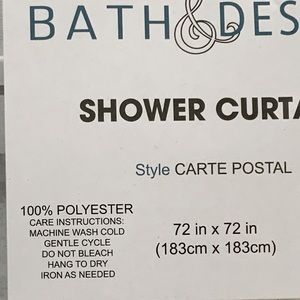 BATH & DES
SHOWER CURTA
Style CARTE POSTAL
100% POLYESTER
CARE INSTRUCTIONS:
MACHINE WASH COLD
GENTLE CYCLE
DO NOT BLEACH
HANG TO DRY
IRON AS NEEDED
72 in x 72 in
(183cm x 183cm)